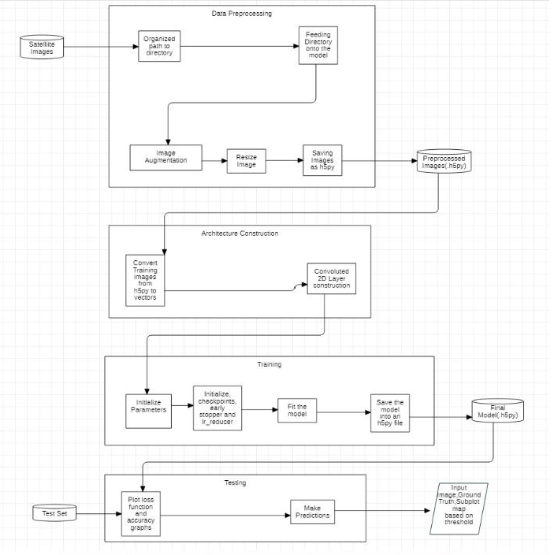 Data Preprocessing
Satellite
Images
Organized
path to
directory
Feeding
Directory
onto the
model
Image
Augmentation
Resize
Image
Saving
Images
as h5py
Preprocessed
Images(.h5py)
Architecture Construction
Convert
Training
images
from
h5py to
vectors
Convoluted
2D Layer
construction
Training
Initialize
Parameters
Initialize,
checkpoints,
early
stopper and
lr_reducer
Fit the
model
Save the
model
into an
h5py file
Final
Model(.h5py)
Testing
Test Set
Plot loss
function
and
accuracy
graphs
Make
Predictions
Input
image,Ground
Truth,Subplot
map
based on
threshold